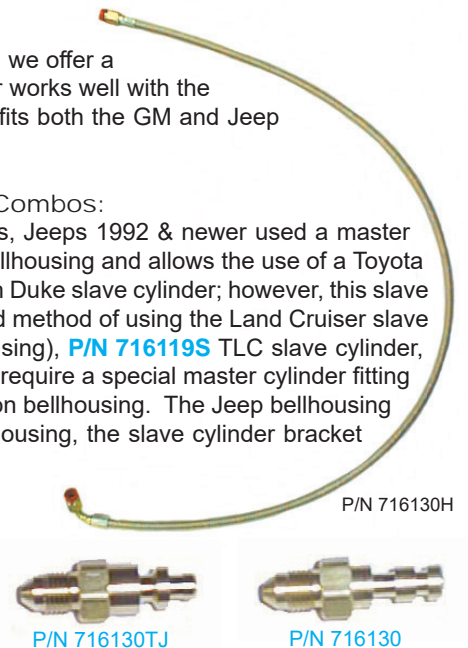 we offer a
r works well with the
fits both the GM and Jeep
Combos:
s, Jeeps 1992 & newer used a master
ellhousing and allows the use of a Toyota
n Duke slave cylinder; however, this slave
d method of using the Land Cruiser slave
using), P/N 716119S TLC slave cylinder,
require a special master cylinder fitting
on bellhousing. The Jeep bellhousing
housing, the slave cylinder bracket
P/N 716130H
P/N 716130TJ
P/N 716130